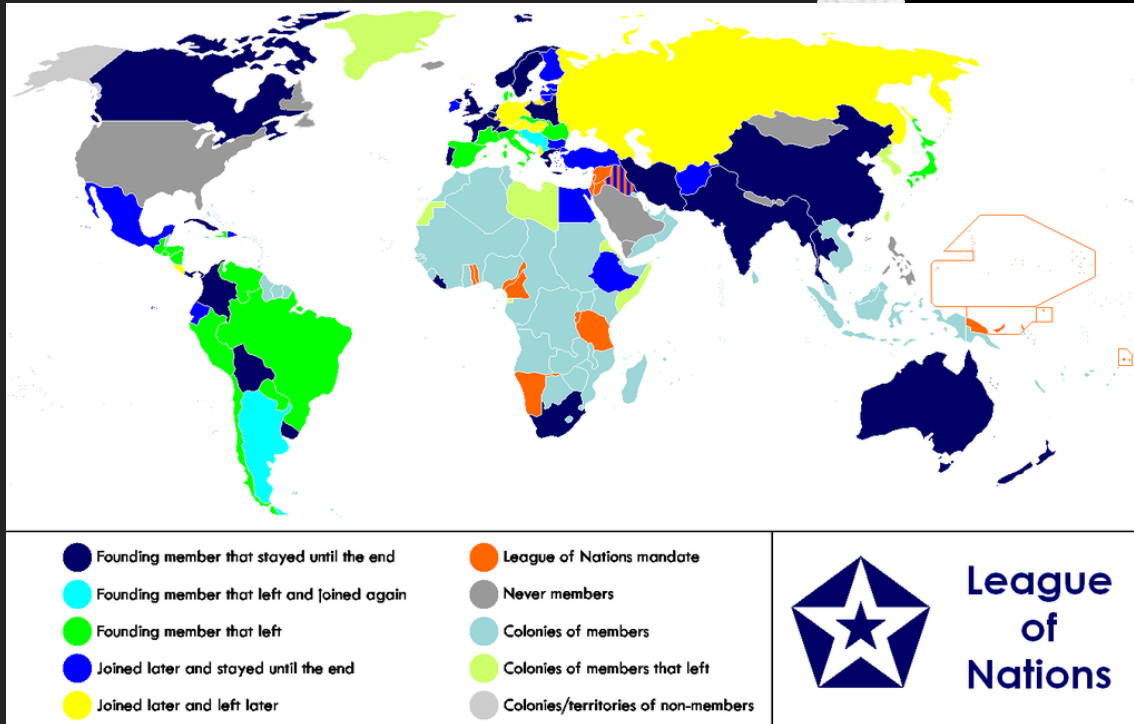 Founding member that stayed until the end
Founding member that left and joined again
Founding member that left
Joined later and stayed until the end
Joined later and left later
League of Nations mandate
Never members
Colonies of members
Colonies of members that left
Colonies/territories of non-members
League
of
Nations